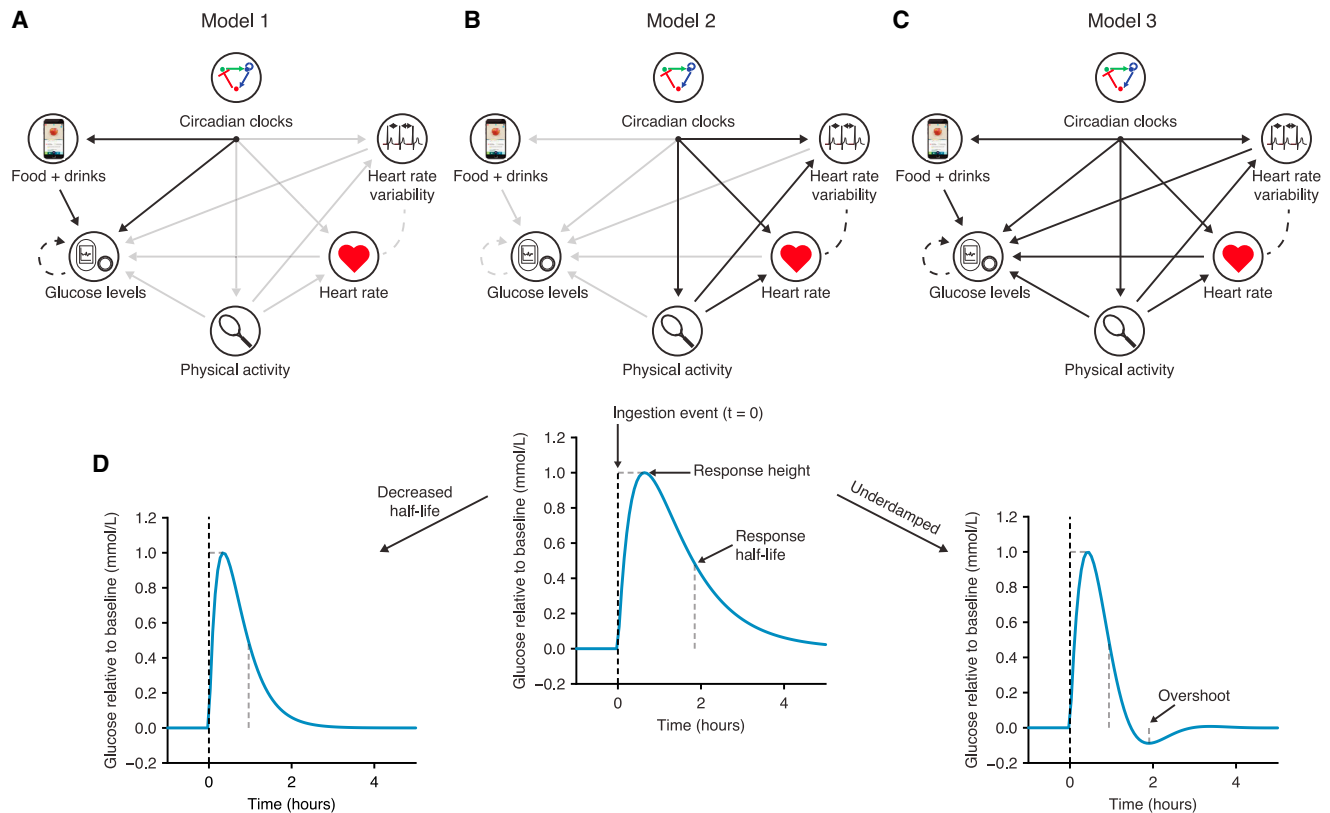 A
Model 1
Circadian clocks
Food + drinks
Heart rate
variability
Glucose levels
Heart rate
Physical activity
B
Model 2
Circadian clocks
Food + drinks
Heart rate
variability
Glucose levels
Heart rate
Physical activity
C
Model 3
Circadian clocks
Food + drinks
Heart rate
variability
Glucose levels
Heart rate
Physical activity
D
Decreased
half-life
Glucose relative to baseline (mmol/L)
1.2
1.0
0.8
0.6
0.4
0.2
0.0
−0.2
0
2
4
Time (hours)
Ingestion event (t = 0)
Response height
Response
half-life
Glucose relative to baseline (mmol/L)
1.2
1.0
0.8
0.6
0.4
0.2
0.0
−0.2
0
2
4
Time (hours)
Underdamped
Overshoot
Glucose relative to baseline (mmol/L)
1.2
1.0
0.8
0.6
0.4
0.2
0.0
−0.2
0
2
4
Time (hours)